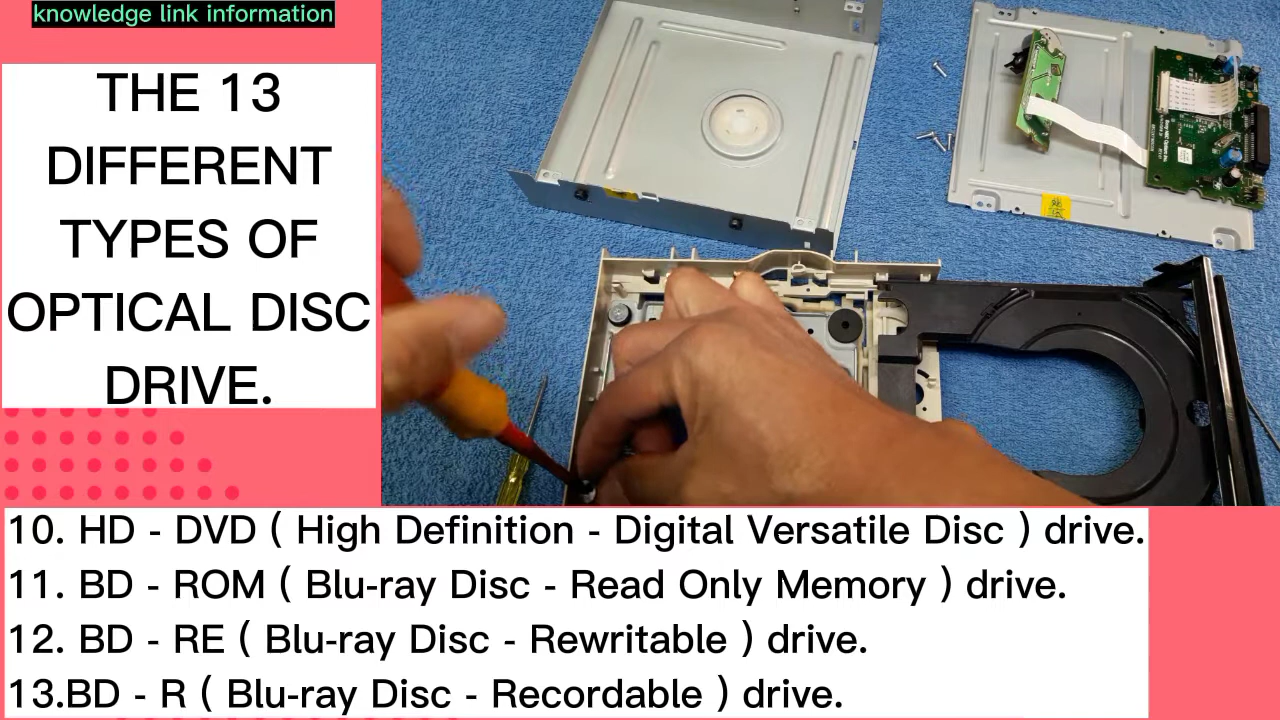 knowledge link information
THE 13
DIFFERENT
TYPES OF
OPTICAL DISC
DRIVE.
10. HD - DVD ( High Definition - Digital Versatile Disc ) drive.
11. BD - ROM ( Blu-ray Disc - Read Only Memory ) drive.
12. BD - RE ( Blu-ray Disc - Rewritable ) drive.
13.BD - R ( Blu-ray Disc - Recordable ) drive.